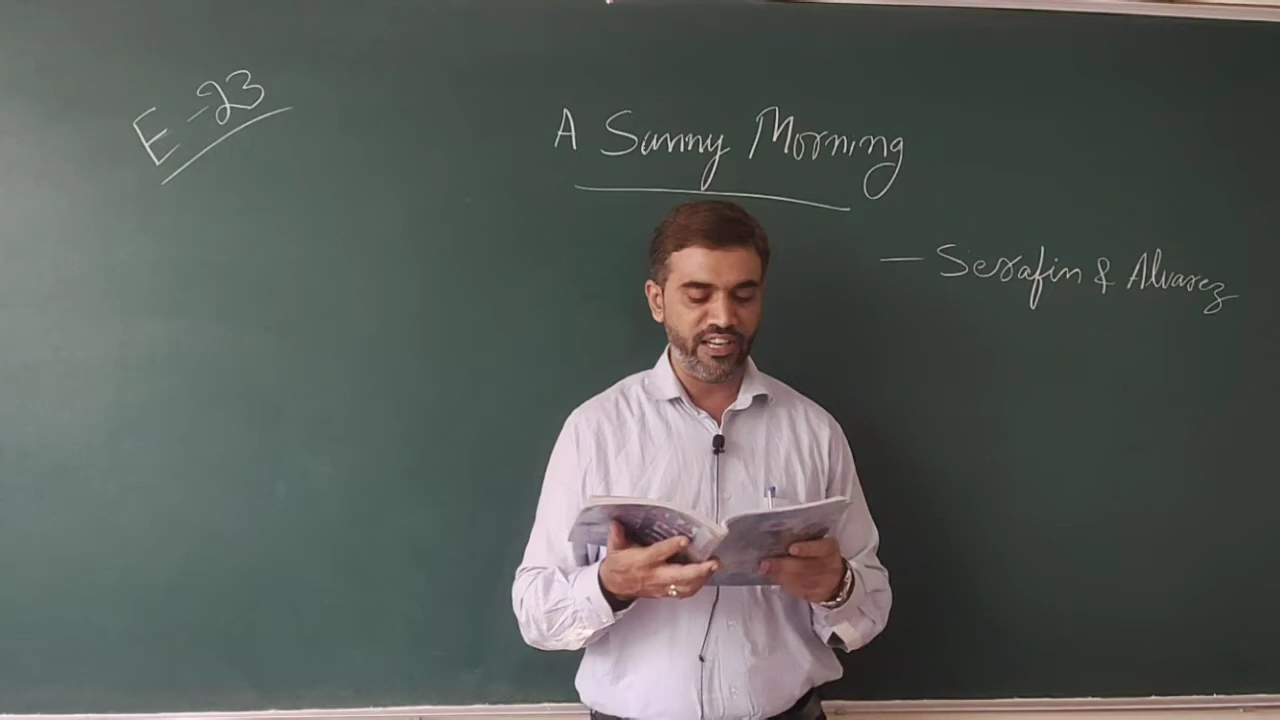 E-23
A Sunny Morning
— Serafin & Alvarez